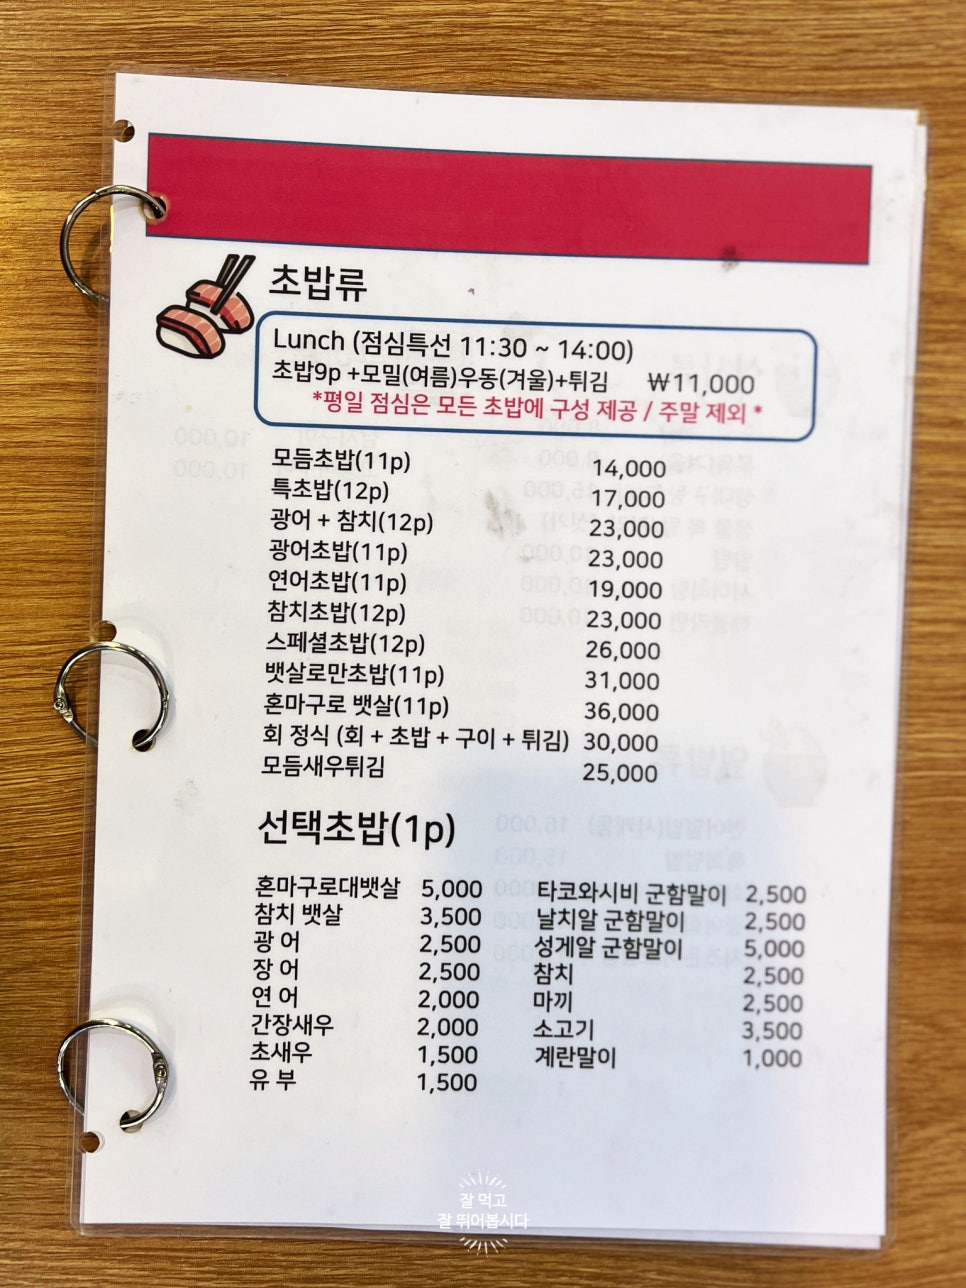 초밥류
Lunch (점심특선 11:30 ~ 14:00)
초밥9p +모밀(여름)우동(겨울)+튀김 ₩11,000
*평일 점심은 모든 초밥에 구성 제공 / 주말 제외 *
모듬초밥(11p) 14,000
특초밥(12p) 17,000
광어 + 참치(12p) 23,000
광어초밥(11p) 23,000
연어초밥(11p) 19,000
참치초밥(12p) 23,000
스페셜초밥(12p) 26,000
뱃살로만초밥(11p) 31,000
혼마구로 뱃살(11p) 36,000
회 정식 (회 + 초밥 + 구이 + 튀김) 30,000
모듬새우튀김 25,000
선택초밥(1p)
혼마구로대뱃살 5,000 타코와사비 군함말이 2,500
참치 뱃살 3,500 날치알 군함말이 2,500
광 어 2,500 성게알 군함말이 5,000
장 어 2,500 참치 2,500
연 어 2,000 마끼 2,500
간장새우 2,000 소고기 3,500
초새우 1,500 계란말이 1,000
유 부 1,500
잘 먹고
잘 뛰어봅시다